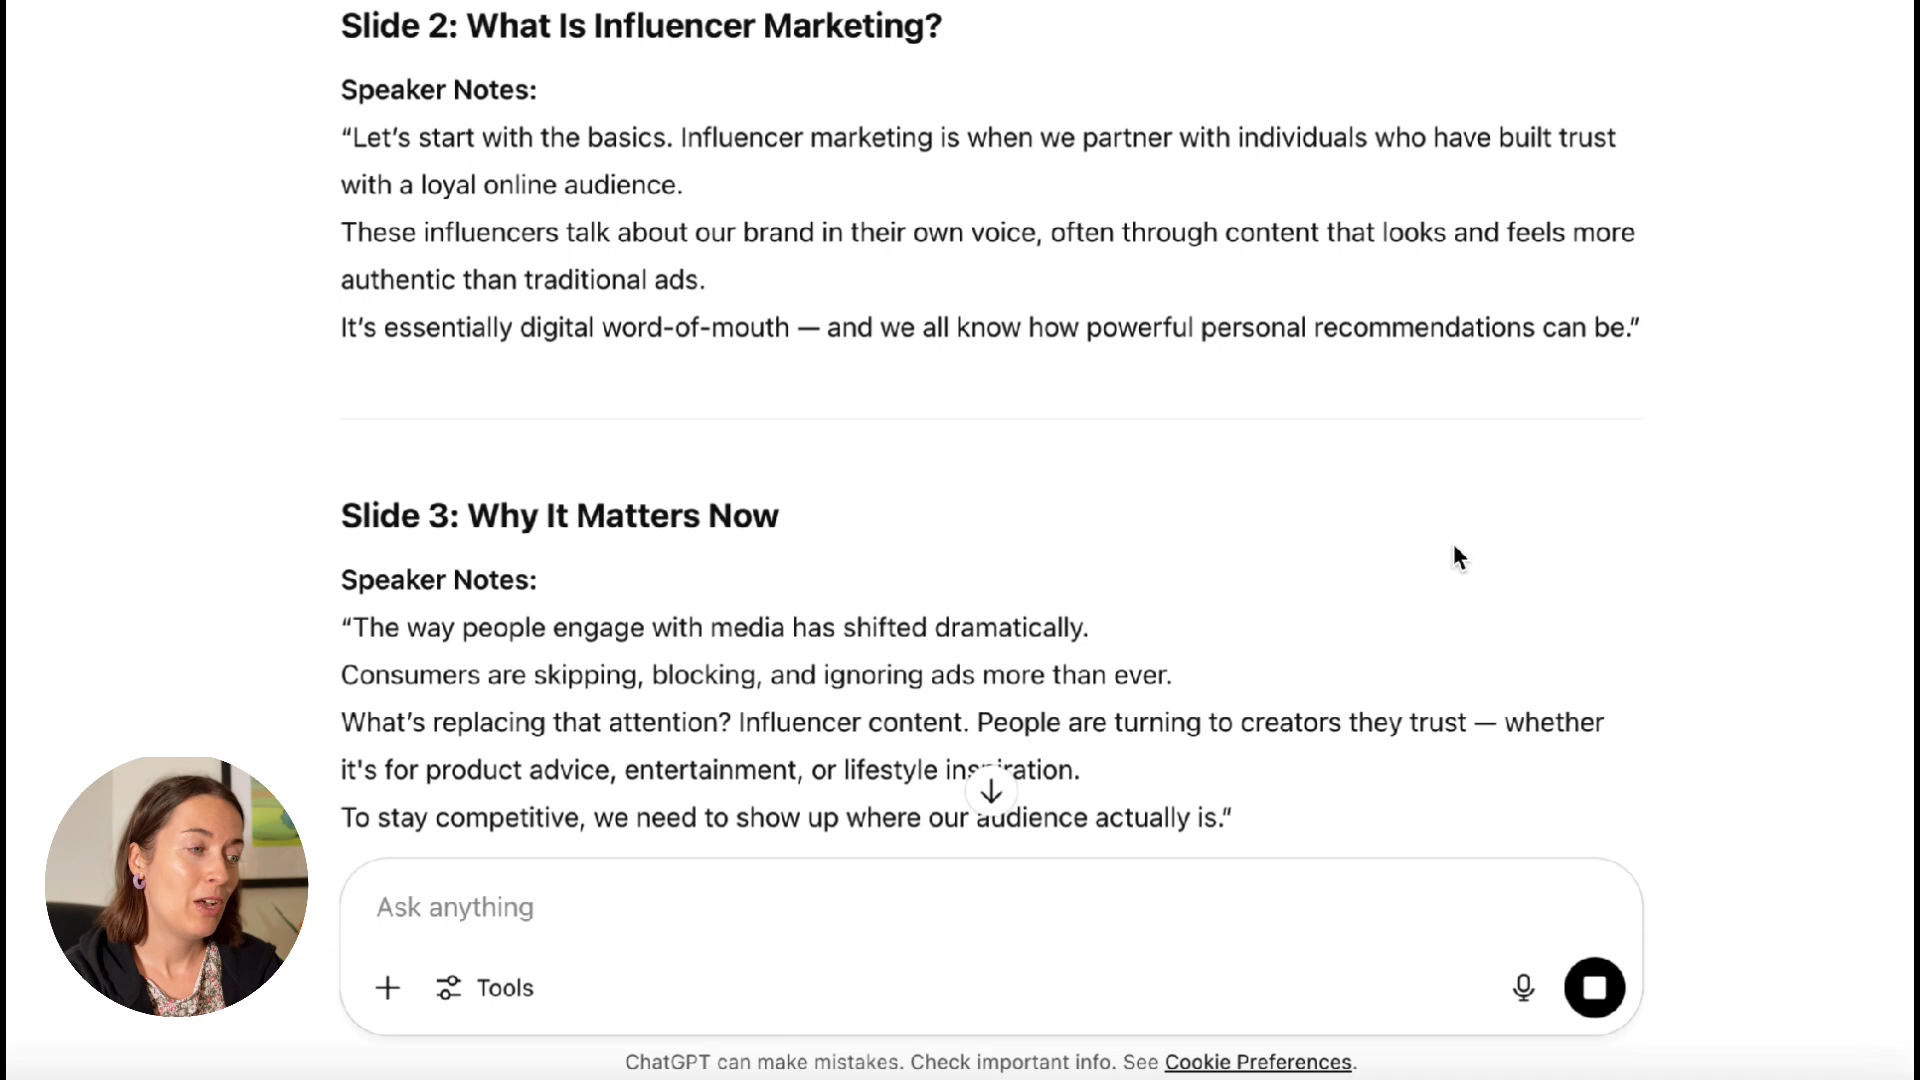 Slide 2: What Is Influencer Marketing?
Speaker Notes:
“Let’s start with the basics. Influencer marketing is when we partner with individuals who have built trust
with a loyal online audience.
These influencers talk about our brand in their own voice, often through content that looks and feels more
authentic than traditional ads.
It’s essentially digital word-of-mouth — and we all know how powerful personal recommendations can be.”
Slide 3: Why It Matters Now
Speaker Notes:
“The way people engage with media has shifted dramatically.
Consumers are skipping, blocking, and ignoring ads more than ever.
What’s replacing that attention? Influencer content. People are turning to creators they trust — whether
it's for product advice, entertainment, or lifestyle inspiration.
To stay competitive, we need to show up where our audience actually is.”
Ask anything
Tools
ChatGPT can make mistakes. Check important info. See Cookie Preferences.